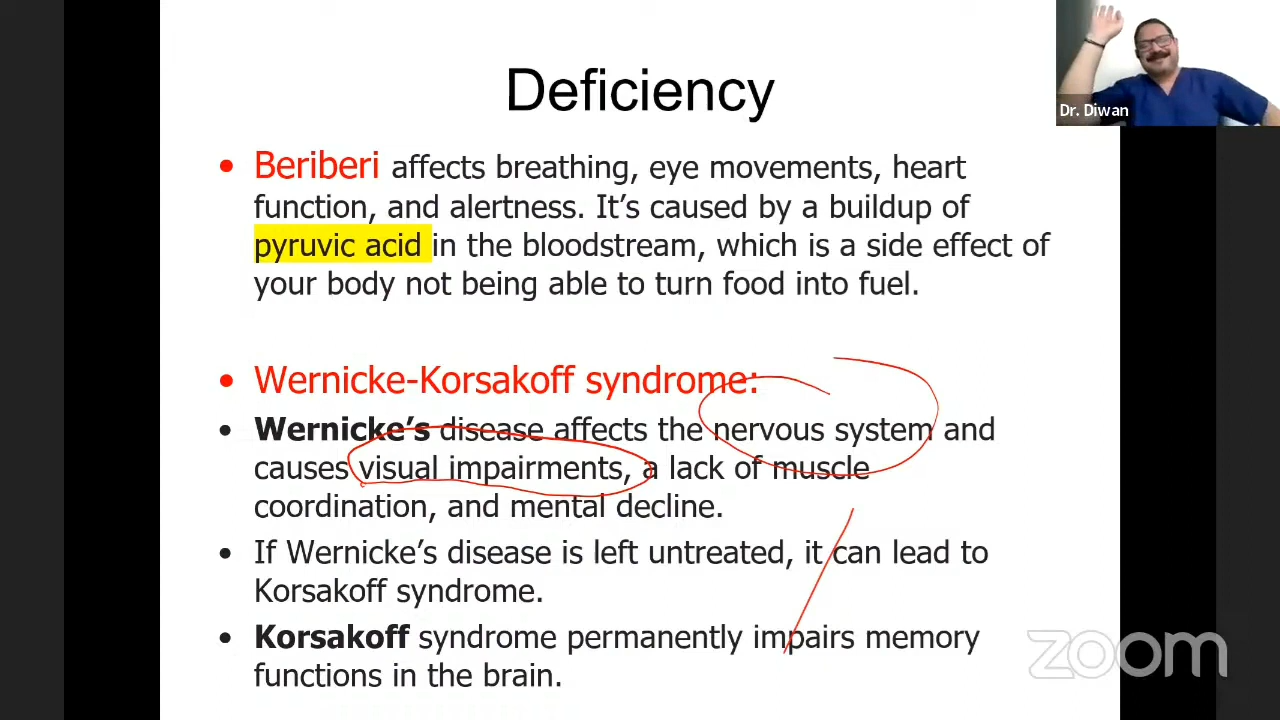 Deficiency
Dr. Diwan
• Beriberi affects breathing, eye movements, heart
function, and alertness. It’s caused by a buildup of
pyruvic acid in the bloodstream, which is a side effect of
your body not being able to turn food into fuel.
• Wernicke-Korsakoff syndrome:
• Wernicke’s disease affects the nervous system and
causes visual impairments, a lack of muscle
coordination, and mental decline.
• If Wernicke’s disease is left untreated, it can lead to
Korsakoff syndrome.
• Korsakoff syndrome permanently impairs memory
functions in the brain.
zoom